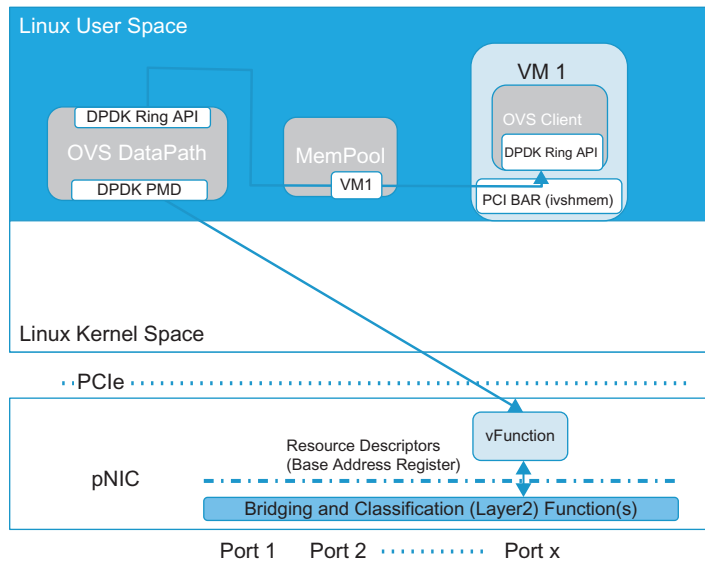 Linux User Space
VM 1
DPDK Ring API
OVS DataPath
DPDK PMD
MemPool
VM1
OVS Client
DPDK Ring API
PCI BAR (ivshmem)
Linux Kernel Space
PCIe
vFunction
Resource Descriptors
(Base Address Register)
pNIC
Bridging and Classification (Layer2) Function(s)
Port 1 Port 2 Port x